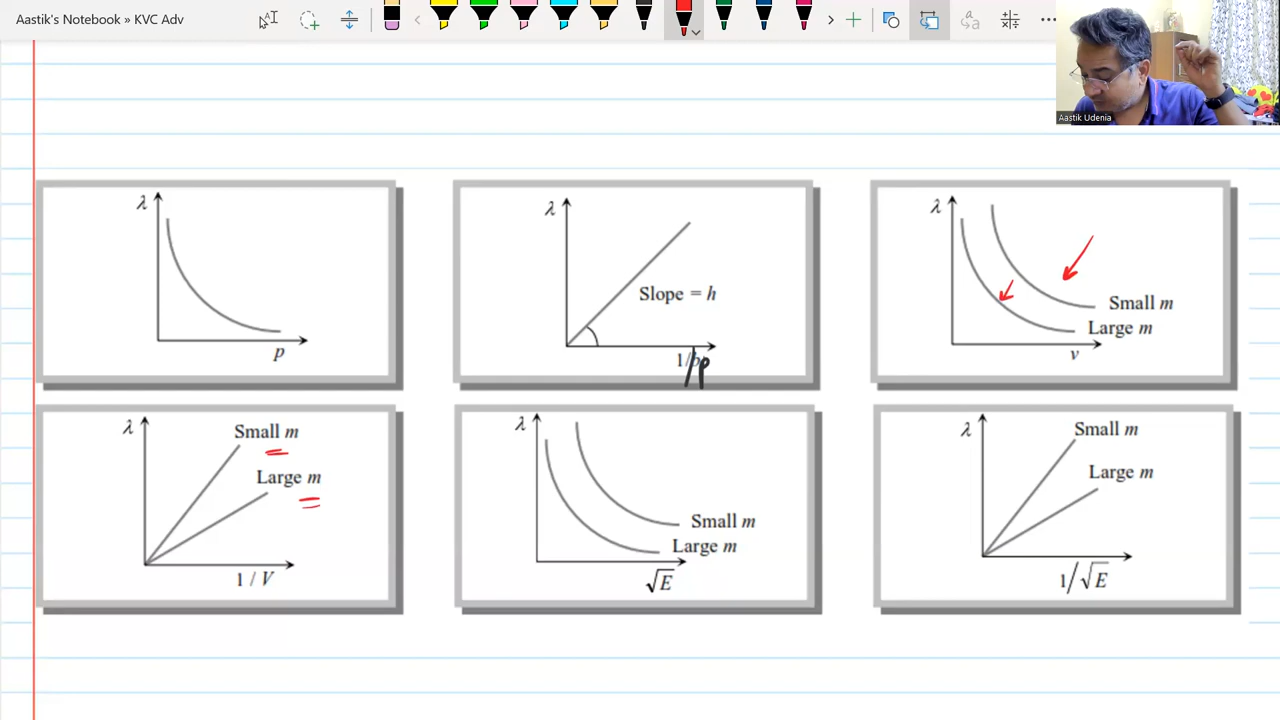 Aastik's Notebook » KVC Adv
Aastik Udenia
λ
p
λ
Slope = h
1/p
λ
Small m
Large m
v
λ
Small m
Large m
1 / V
λ
Small m
Large m
√E
λ
Small m
Large m
1/√E